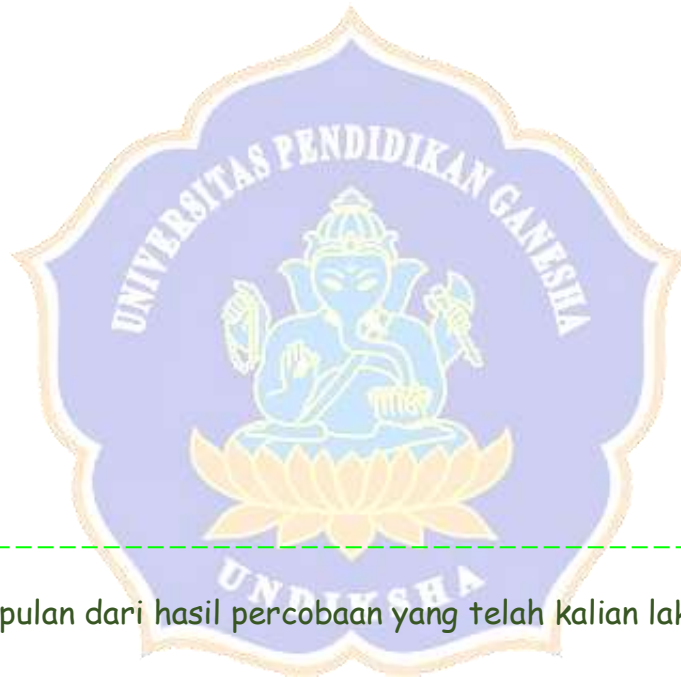 UNIVERSITAS PENDIDIKAN GANESHA
UNDIKSHA
pulan dari hasil percobaan yang telah kalian lak